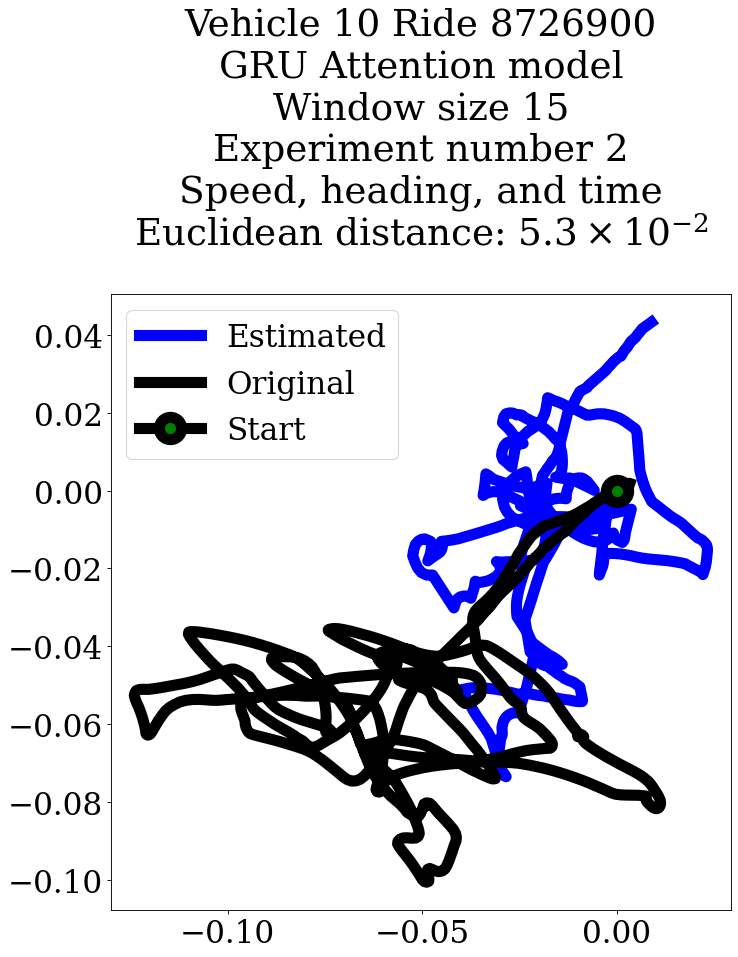 Vehicle 10 Ride 8726900
GRU Attention model
Window size 15
Experiment number 2
Speed, heading, and time
Euclidean distance: 5.3 × 10⁻²
Estimated
Original
Start
0.04
0.02
0.00
−0.02
−0.04
−0.06
−0.08
−0.10
−0.10
−0.05
0.00